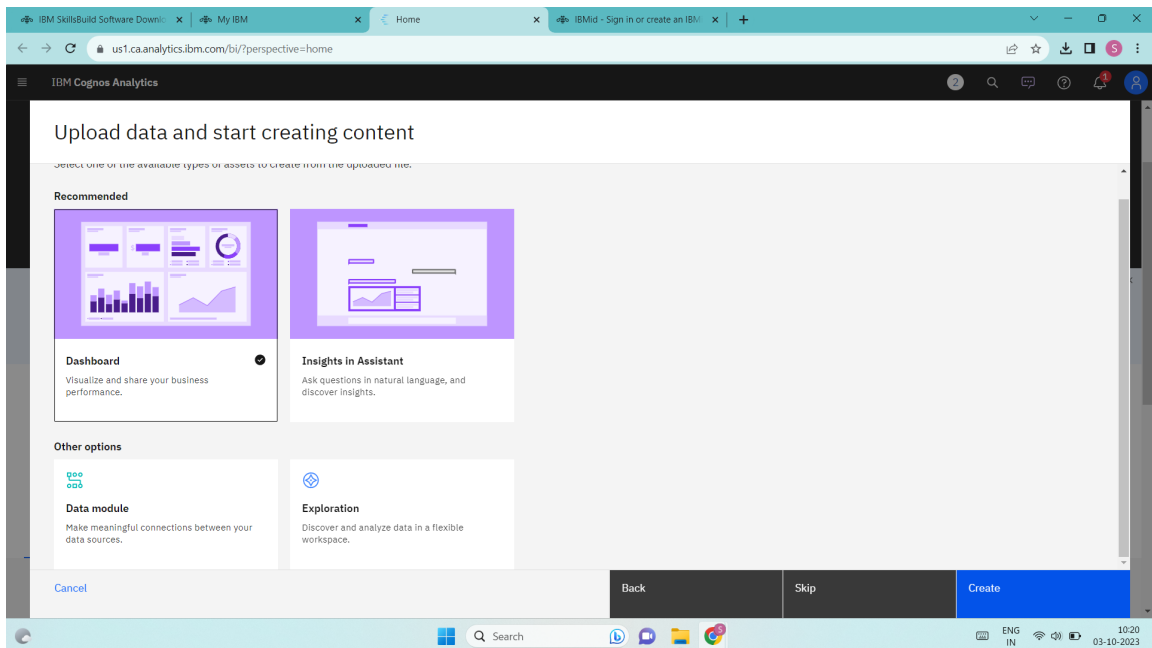 IBM SkillsBuild Software Downlo
My IBM
Home
IBMid - Sign in or create an IBM
us1.ca.analytics.ibm.com/bi/?perspective=home
S
IBM Cognos Analytics
2
1
Upload data and start creating content
Select one of the available types of assets to create from the uploaded file.
Recommended
Dashboard
Visualize and share your business
performance.
Insights in Assistant
Ask questions in natural language, and
discover insights.
Other options
Data module
Make meaningful connections between your
data sources.
Exploration
Discover and analyze data in a flexible
workspace.
Cancel
Back
Skip
Create
Search
S
ENG
IN
10:20
03-10-2023